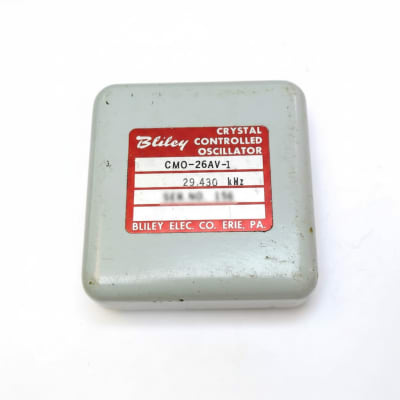 Bliley
CRYSTAL
CONTROLLED
OSCILLATOR
CMO-26AV-1
29.430 kHz
BLILEY ELEC. CO. ERIE, PA.